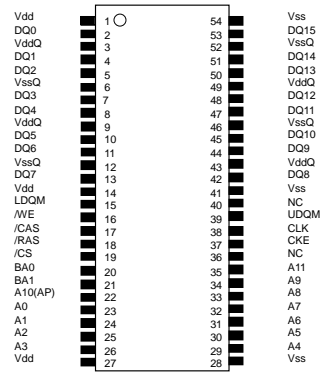 Vdd 1 54 Vss
DQ0 2 53 DQ15
VddQ 3 52 VssQ
DQ1 4 51 DQ14
DQ2 5 50 DQ13
VssQ 6 49 VddQ
DQ3 7 48 DQ12
DQ4 8 47 DQ11
VddQ 9 46 VssQ
DQ5 10 45 DQ10
DQ6 11 44 DQ9
VssQ 12 43 VddQ
DQ7 13 42 DQ8
Vdd 14 41 Vss
LDQM 15 40 NC
/WE 16 39 UDQM
/CAS 17 38 CLK
/RAS 18 37 CKE
/CS 19 36 NC
BA0 20 35 A11
BA1 21 34 A9
A10(AP) 22 33 A8
A0 23 32 A7
A1 24 31 A6
A2 25 30 A5
A3 26 29 A4
Vdd 27 28 Vss